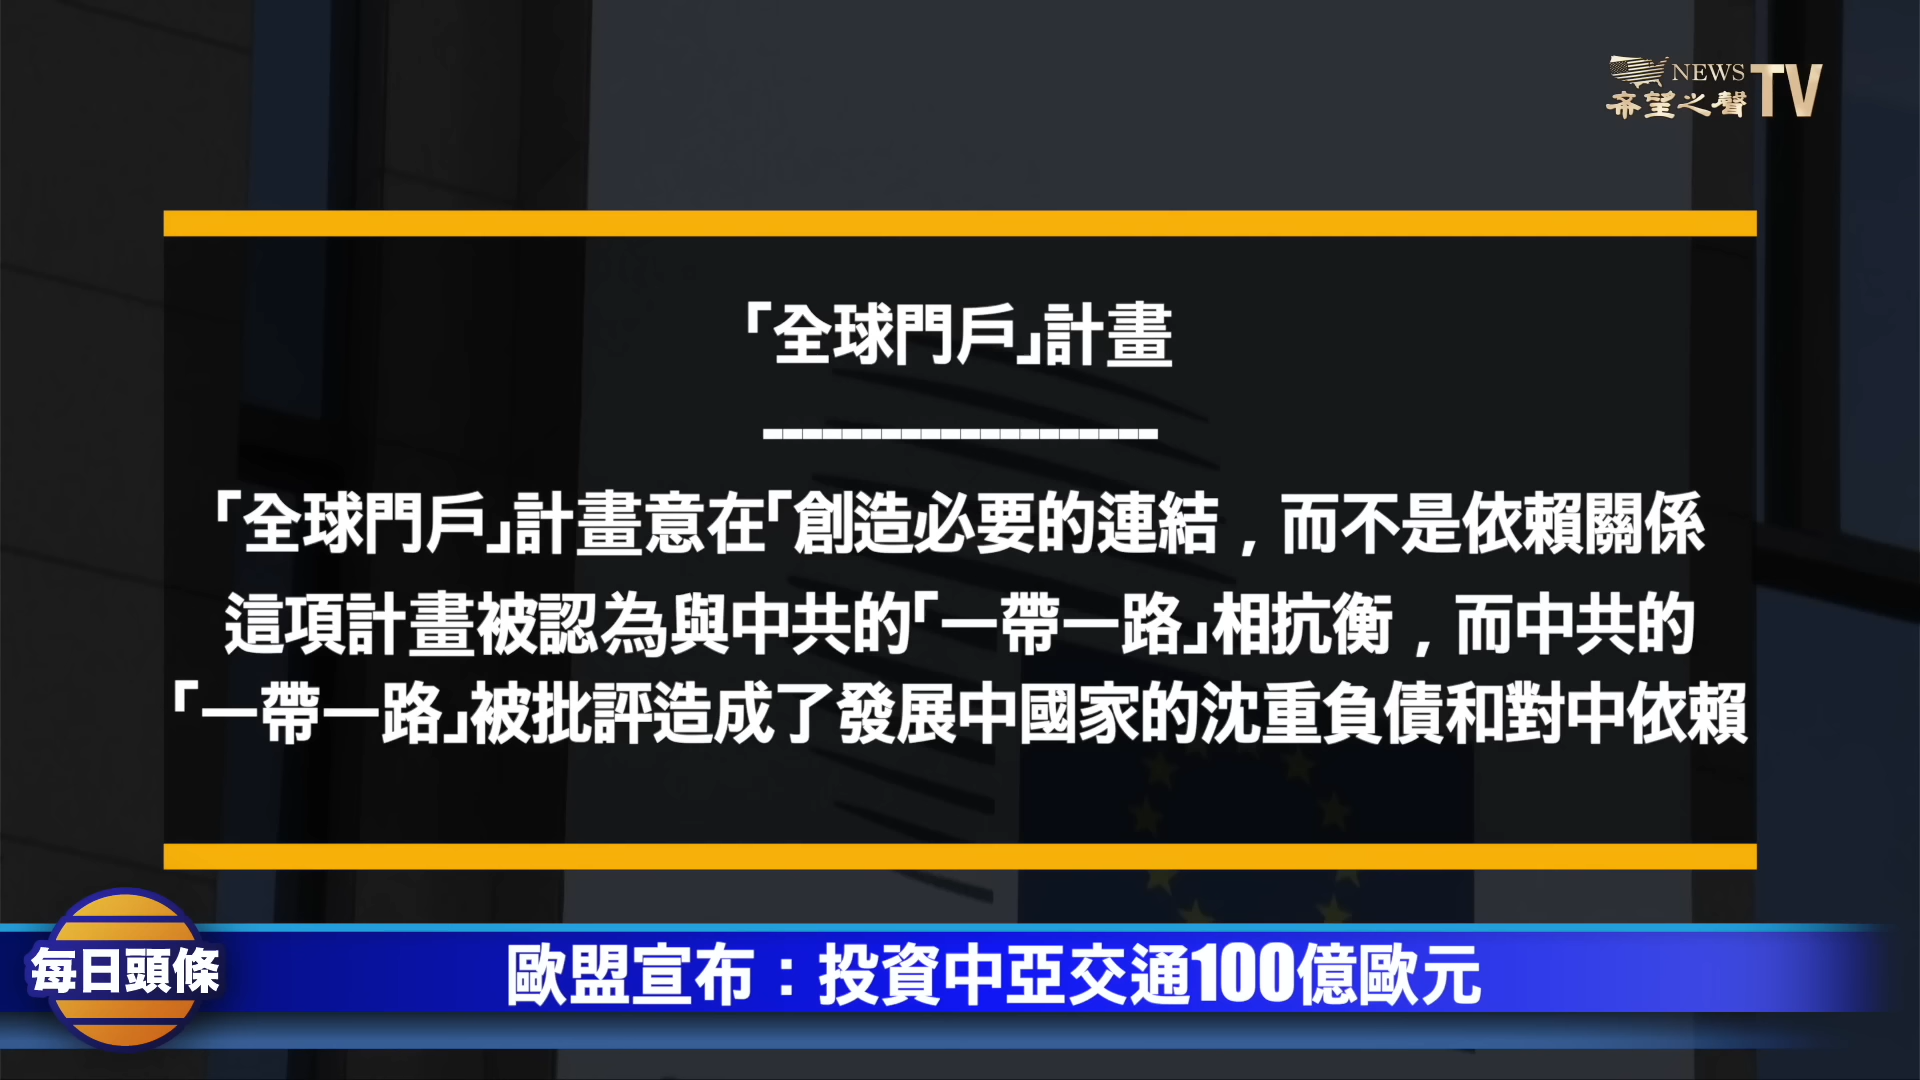 NEWS
希望之聲TV
「全球門戶」計畫
「全球門戶」計畫意在「創造必要的連結，而不是依賴關係
這項計畫被認為與中共的「一帶一路」相抗衡，而中共的
「一帶一路」被批評造成了發展中國家的沈重負債和對中依賴
每日頭條
歐盟宣布：投資中亞交通100億歐元